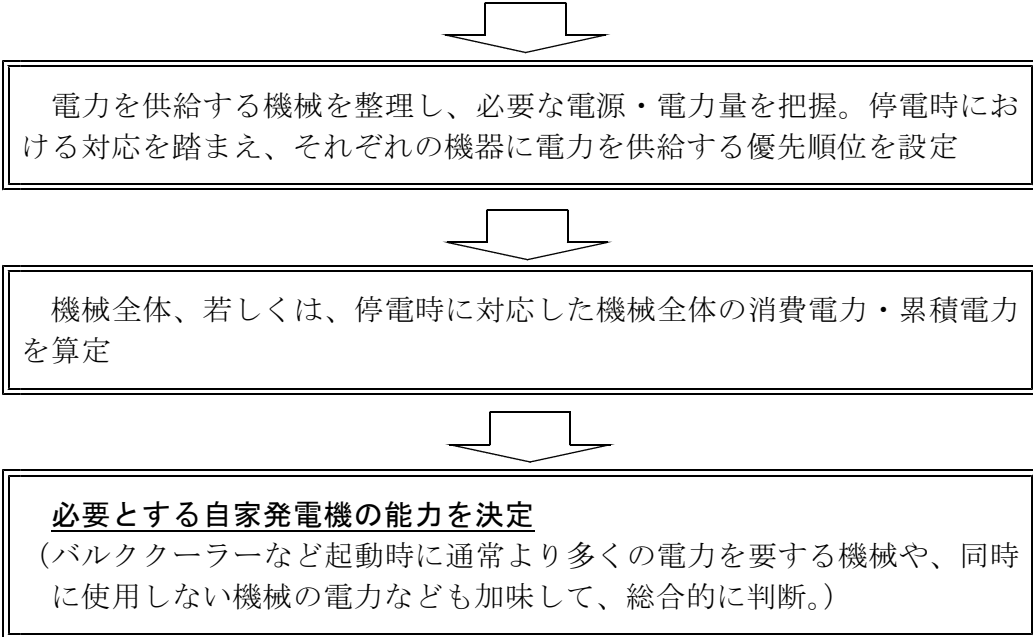 電力を供給する機械を整理し、必要な電源・電力量を把握。停電時にお
ける対応を踏まえ、それぞれの機器に電力を供給する優先順位を設定
機械全体、若しくは、停電時に対応した機械全体の消費電力・累積電力
を算定
必要とする自家発電機の能力を決定
（バルククーラーなど起動時に通常より多くの電力を要する機械や、同時
に使用しない機械の電力なども加味して、総合的に判断。）